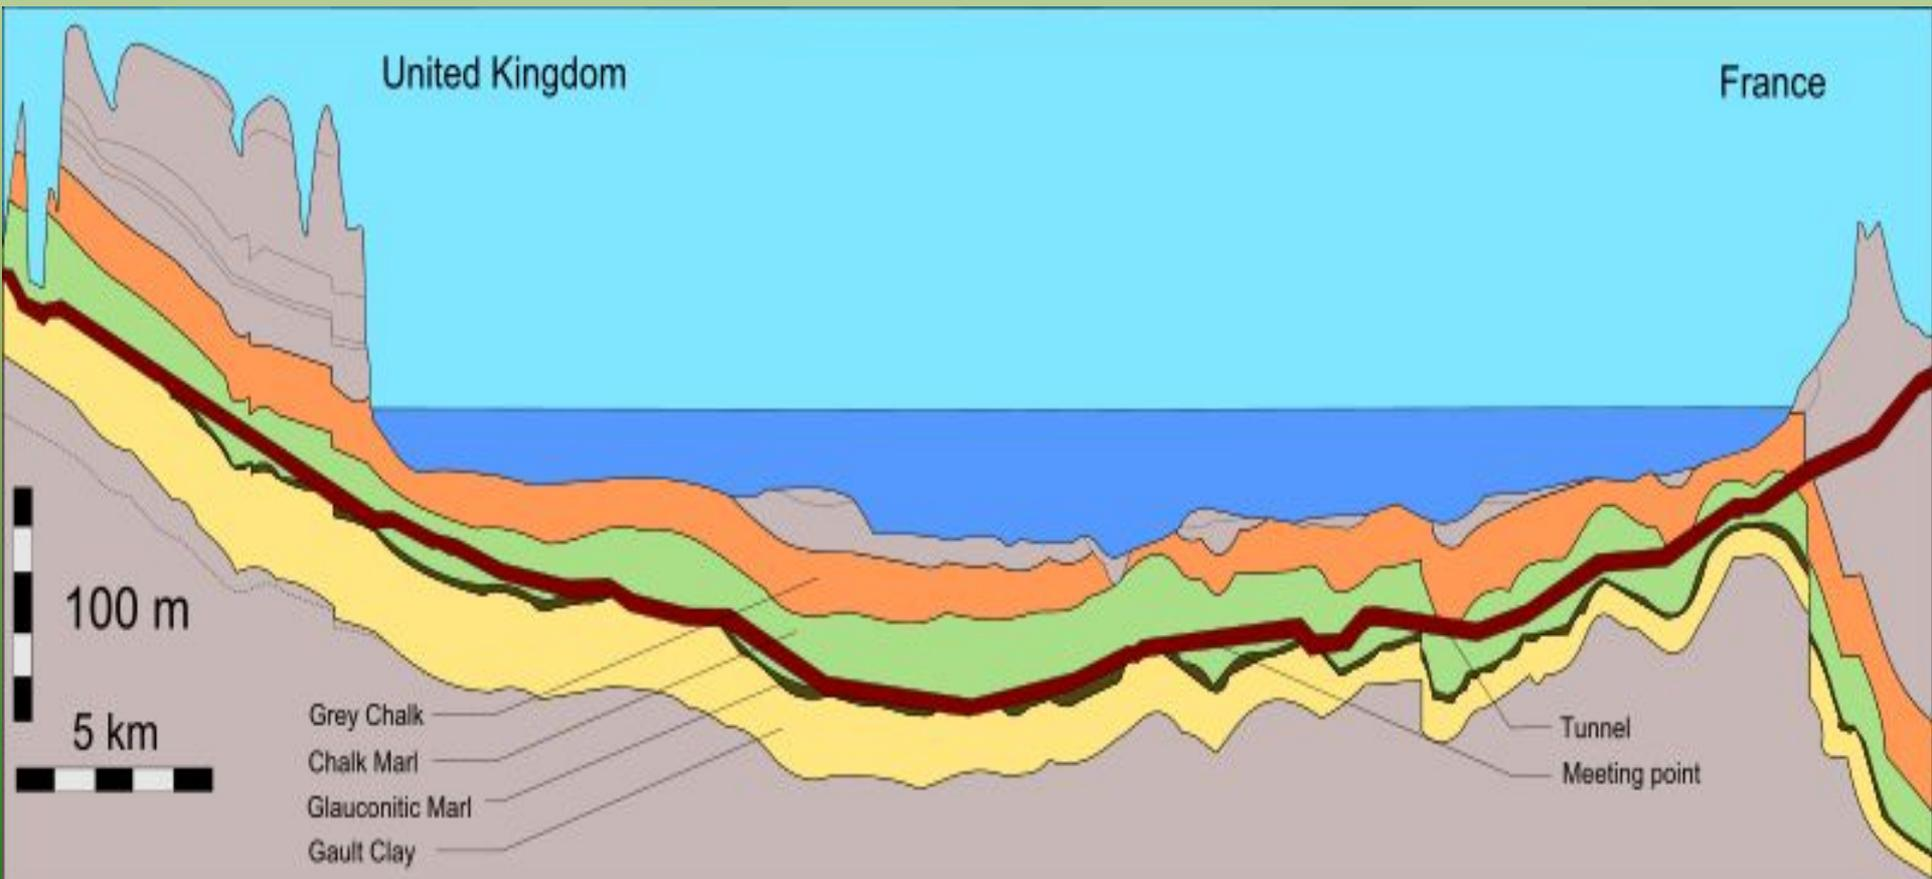 United Kingdom
France
100 m
5 km
Grey Chalk
Chalk Marl
Glauconitic Marl
Gault Clay
Tunnel
Meeting point